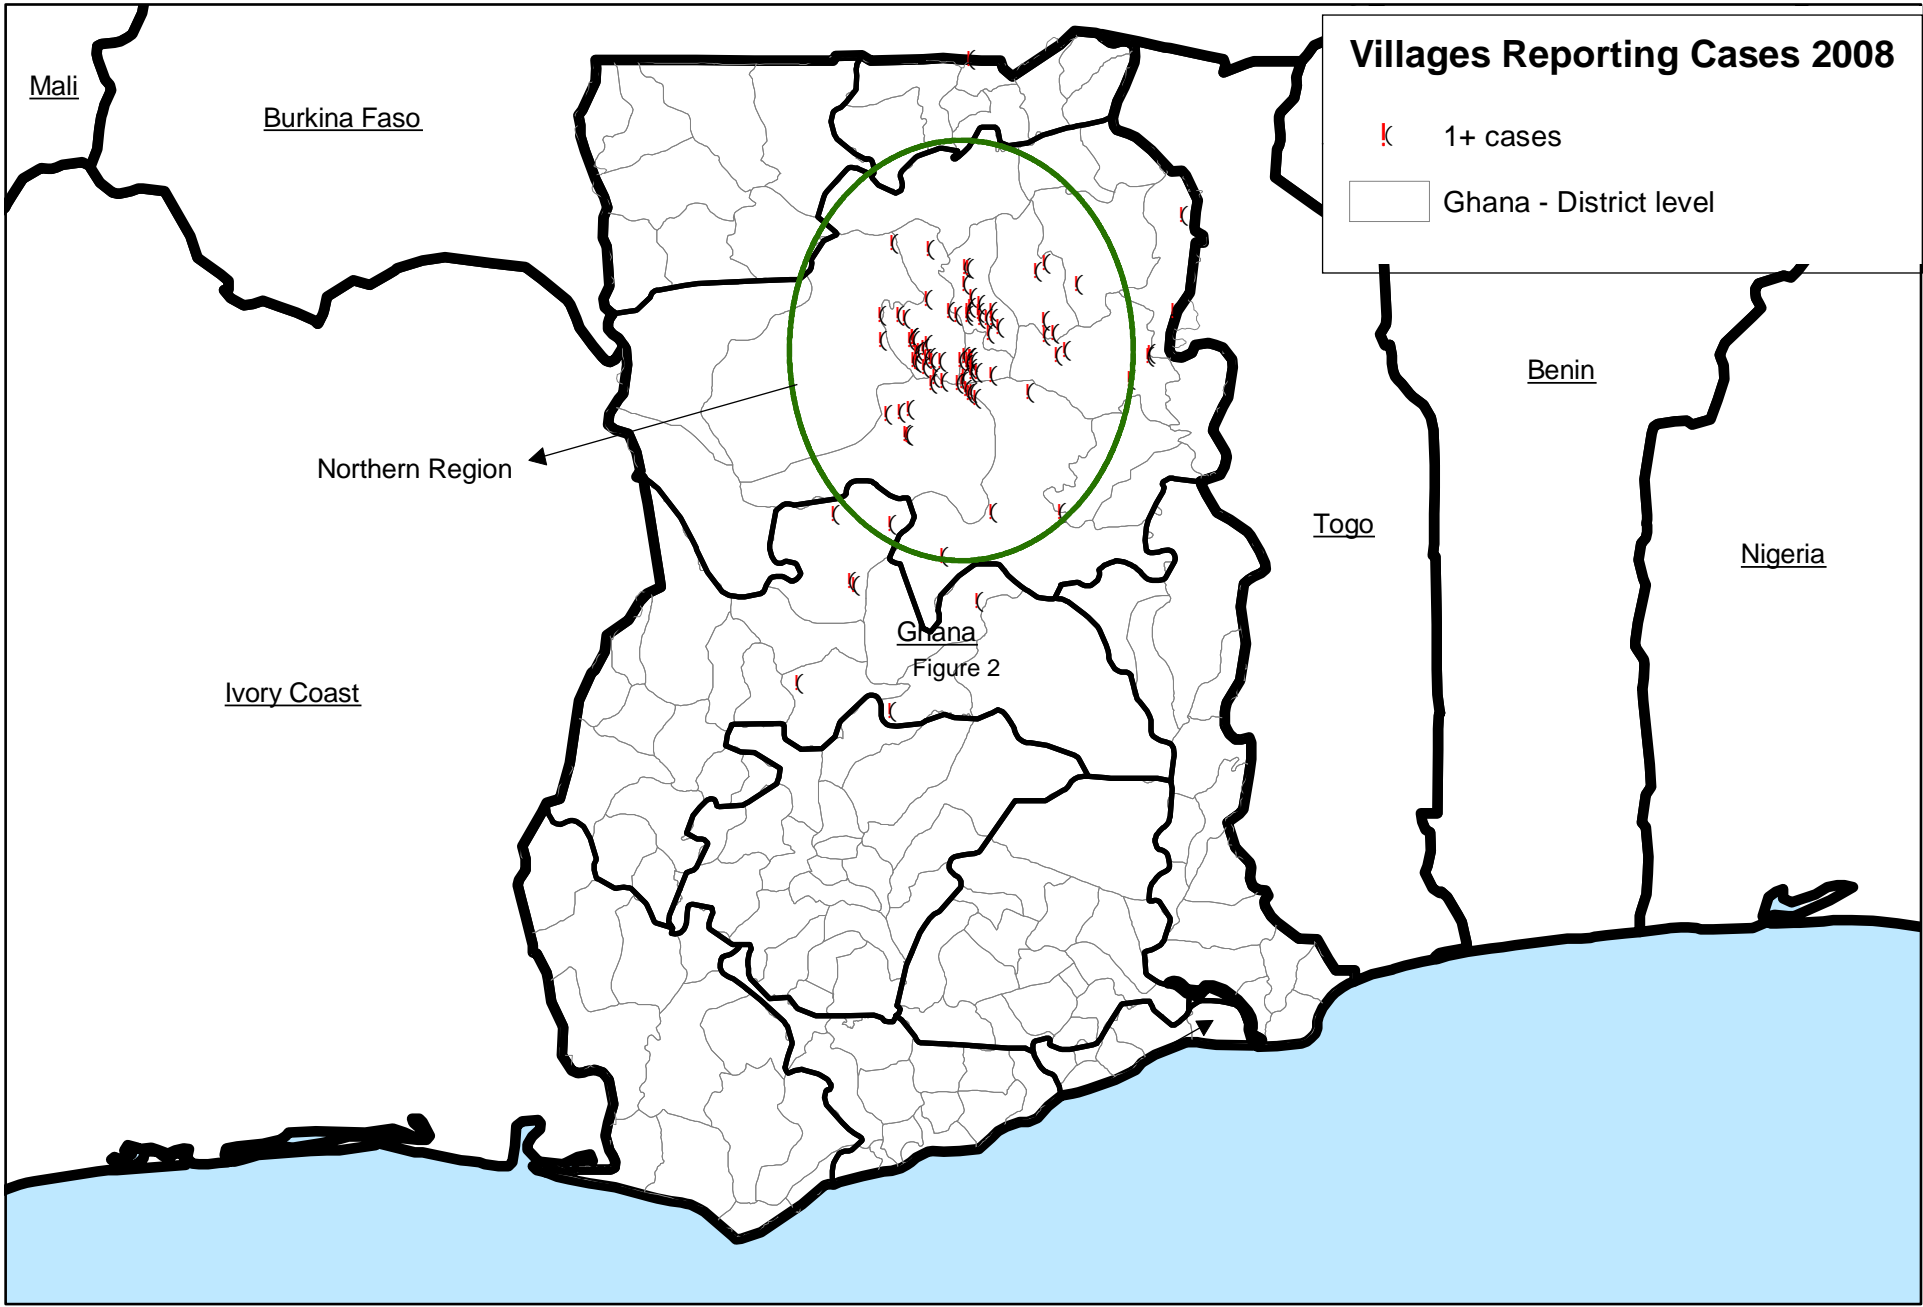 Villages Reporting Cases 2008
1+ cases
Ghana - District level
Mali
Burkina Faso
Benin
Northern Region
Togo
Nigeria
Ghana
Figure 2
Ivory Coast